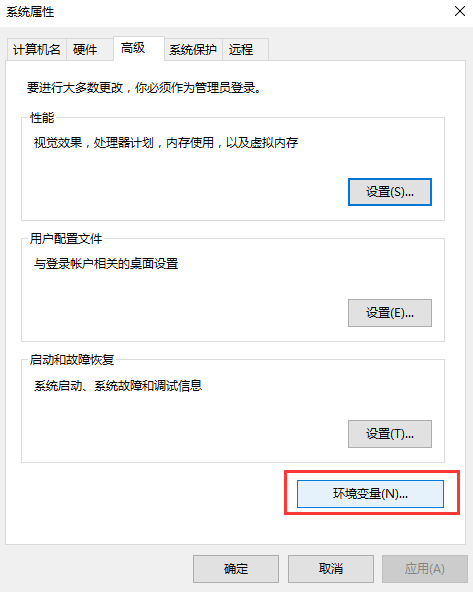 系统属性
计算机名 硬件 高级 系统保护 远程
要进行大多数更改，你必须作为管理员登录。
性能
视觉效果，处理器计划，内存使用，以及虚拟内存
设置(S)...
用户配置文件
与登录帐户相关的桌面设置
设置(E)...
启动和故障恢复
系统启动、系统故障和调试信息
设置(T)...
环境变量(N)...
确定 取消 应用(A)